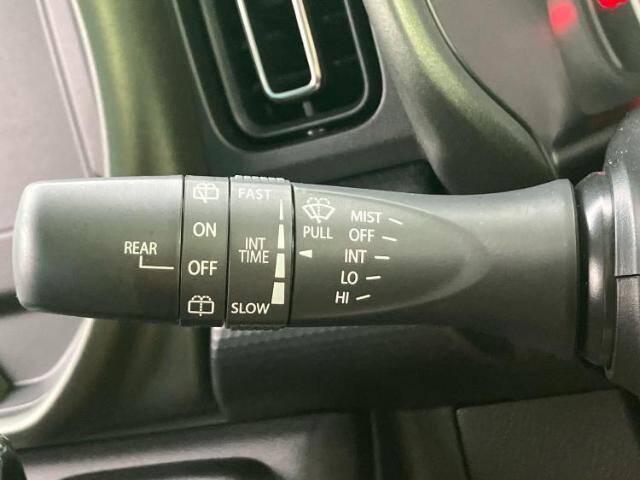 REAR
ON
OFF
FAST
INT
TIME
SLOW
PULL
MIST
OFF
INT
LO
HI